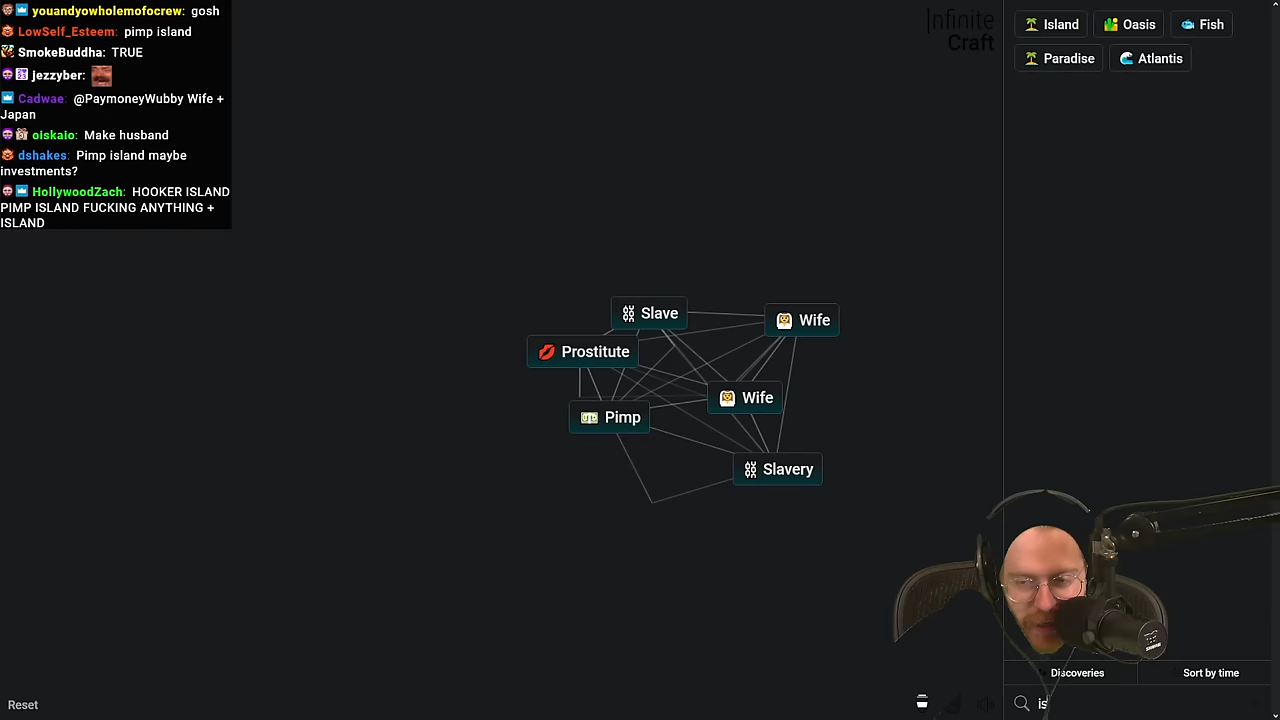 youandyowholemofocrew: gosh
LowSelf_Esteem: pimp island
SmokeBuddha: TRUE
jezzyber:
Cadwae: @PaymoneyWubby Wife +
Japan
oiskaio: Make husband
dshakes: Pimp island maybe
investments?
HollywoodZach: HOOKER ISLAND
PIMP ISLAND FUCKING ANYTHING +
ISLAND
Infinite
Craft
Island
Oasis
Fish
Paradise
Atlantis
Slave
Wife
Prostitute
Wife
Pimp
Slavery
Discoveries
Sort by time
Reset
is